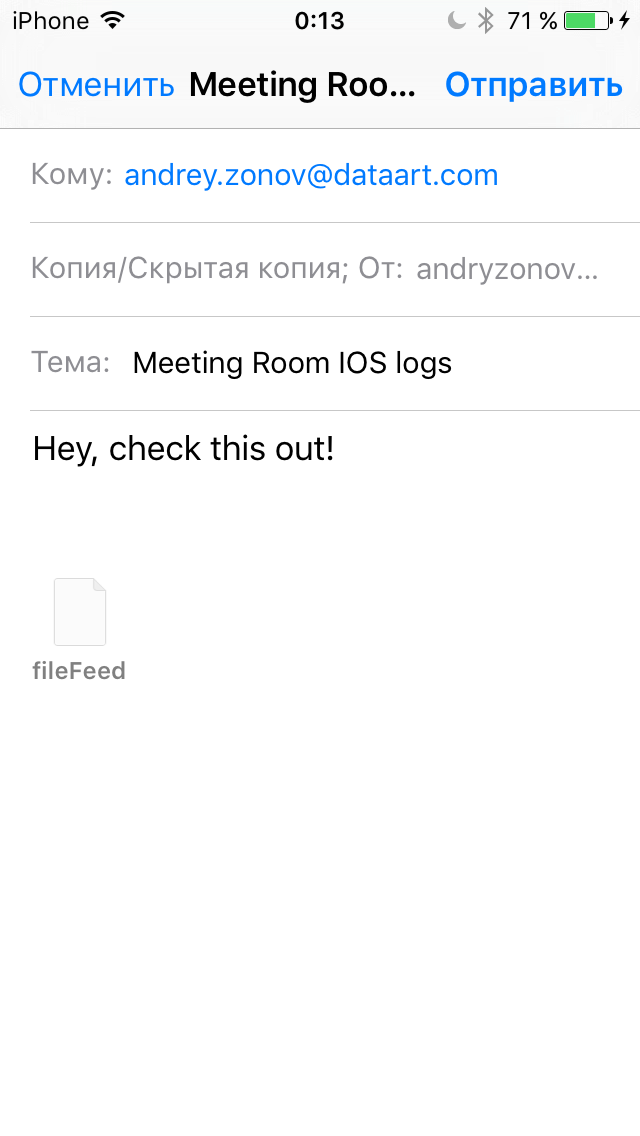 iPhone 0:13 71 %
Отменить Meeting Roo... Отправить
Кому: andrey.zonov@dataart.com
Копия/Скрытая копия; От: andryzonov...
Тема: Meeting Room IOS logs
Hey, check this out!
fileFeed